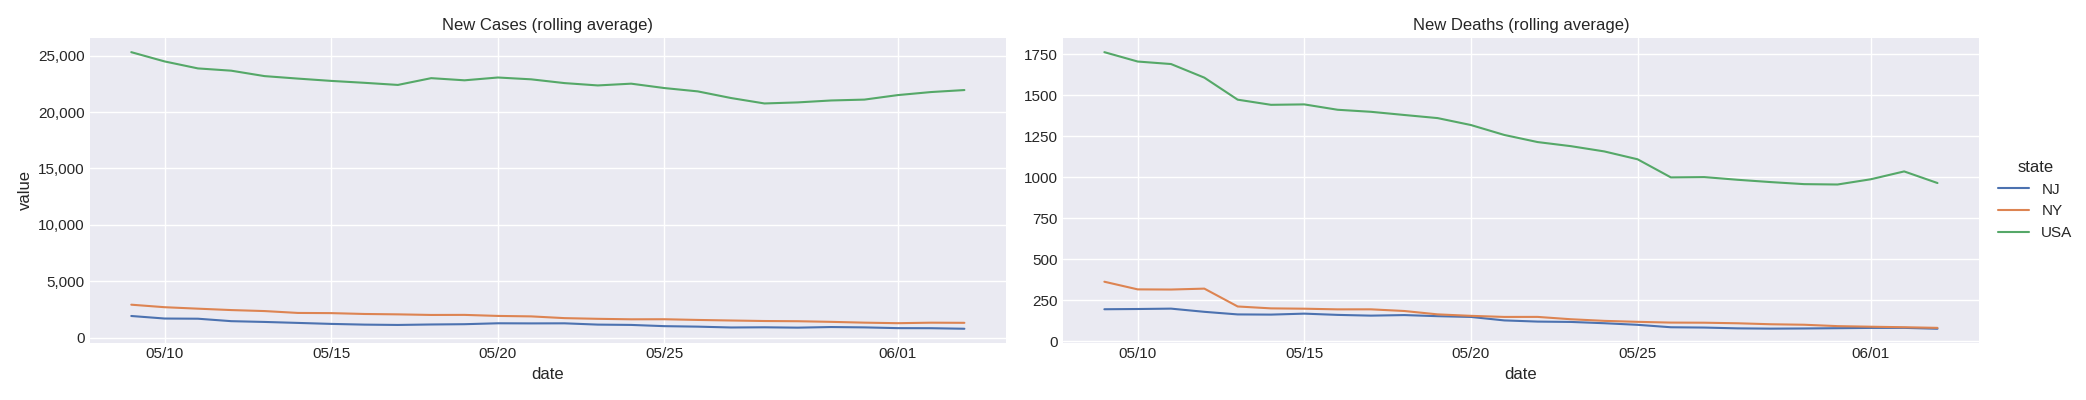 New Cases (rolling average)
25,000
20,000
15,000
10,000
5,000
0
value
05/10 05/15 05/20 05/25 06/01
date
New Deaths (rolling average)
1750
1500
1250
1000
750
500
250
0
05/10 05/15 05/20 05/25 06/01
date
state
NJ
NY
USA